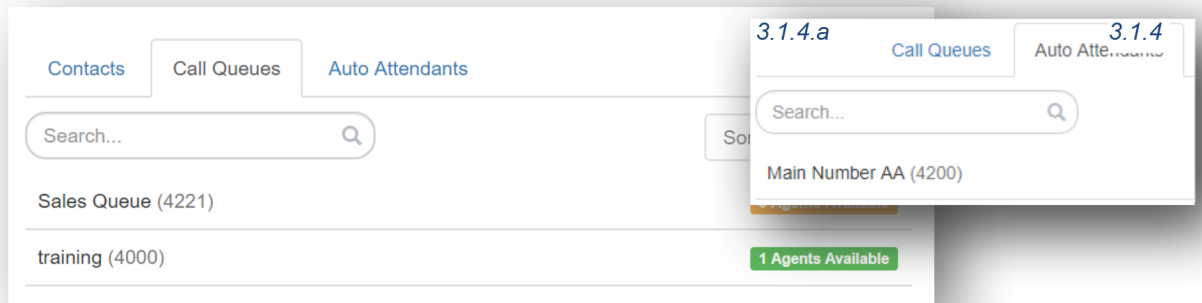 Contacts
Call Queues
Auto Attendants
Search...
Sales Queue (4221)
training (4000)
1 Agents Available
3.1.4.a
3.1.4
Call Queues
Auto Attendants
Search...
Main Number AA (4200)